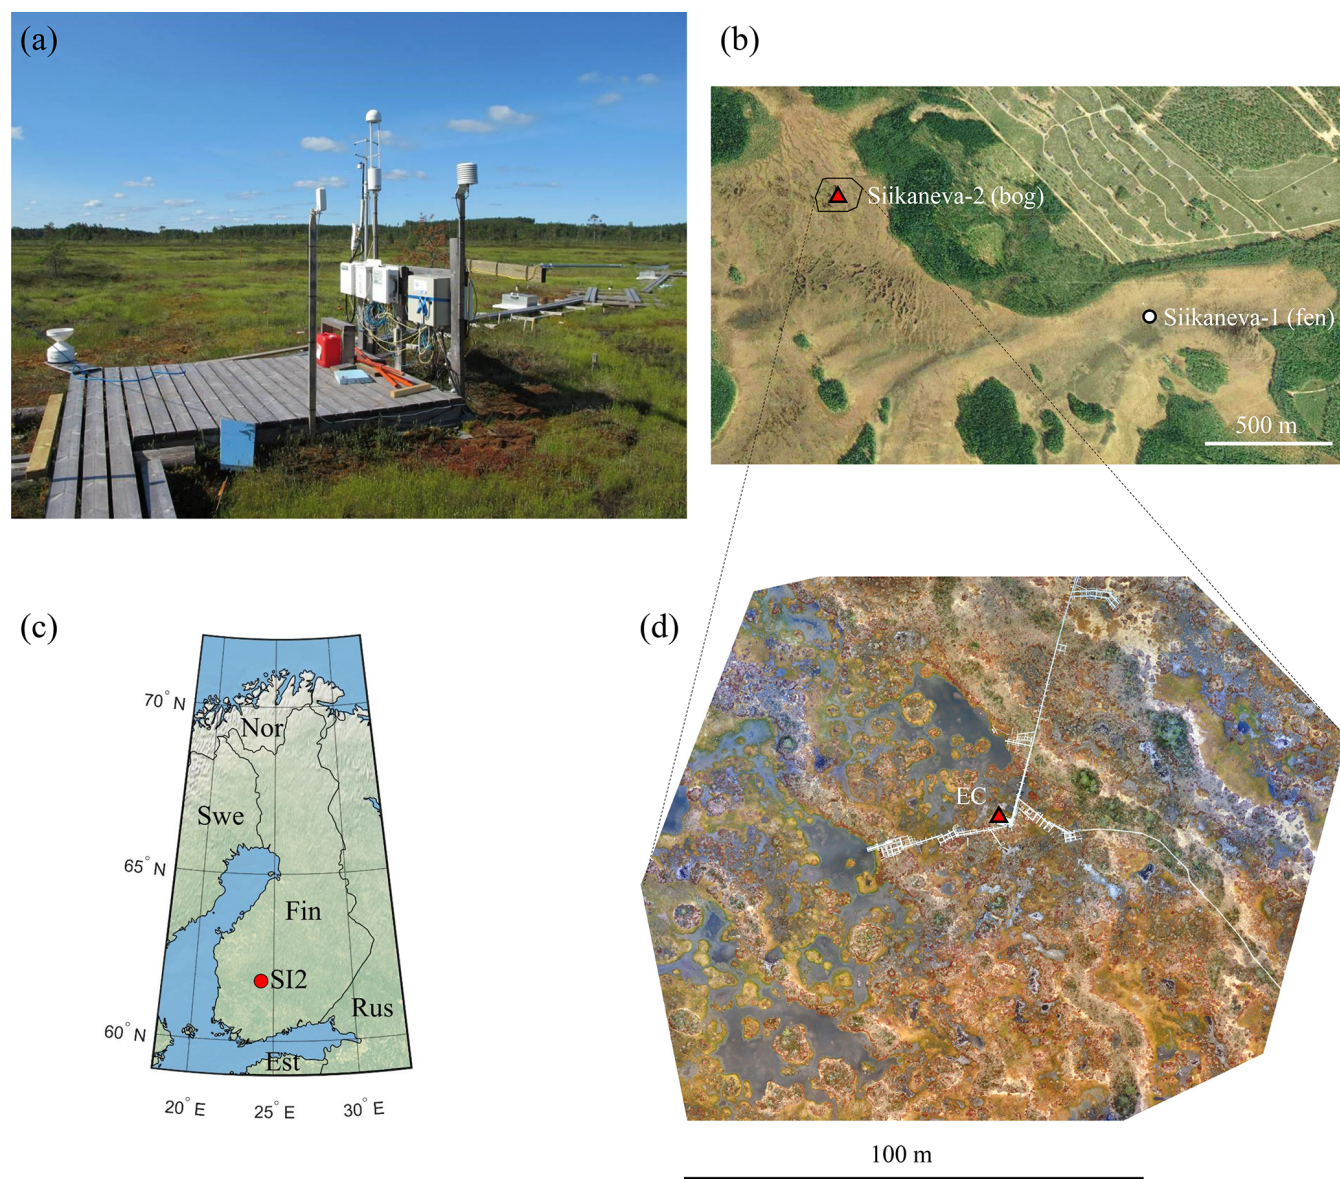 (a)
(b)
Siikaneva-2 (bog)
Siikaneva-1 (fen)
500 m
(c)
70° N
65° N
60° N
20° E
25° E
30° E
Nor
Swe
Fin
SI2
Rus
Est
(d)
EC
100 m